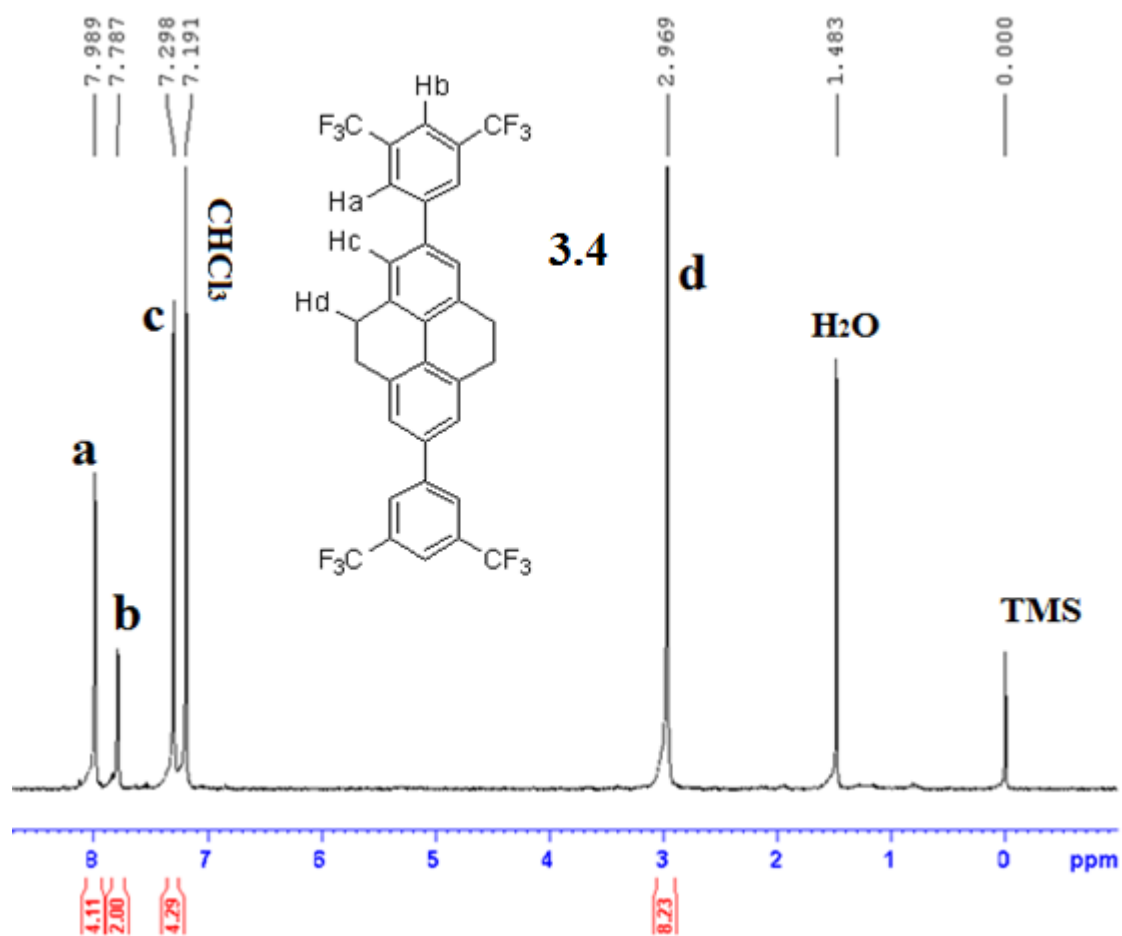 7.989
7.787
7.298
7.191
2.969
1.483
0.000
Hb
F₃C
CF₃
Ha
Hc
Hd
F₃C
CF₃
3.4
CHCl₃
a
b
c
d
H₂O
TMS
8 7 6 5 4 3 2 1 0 ppm
4.11
2.00
4.29
8.23